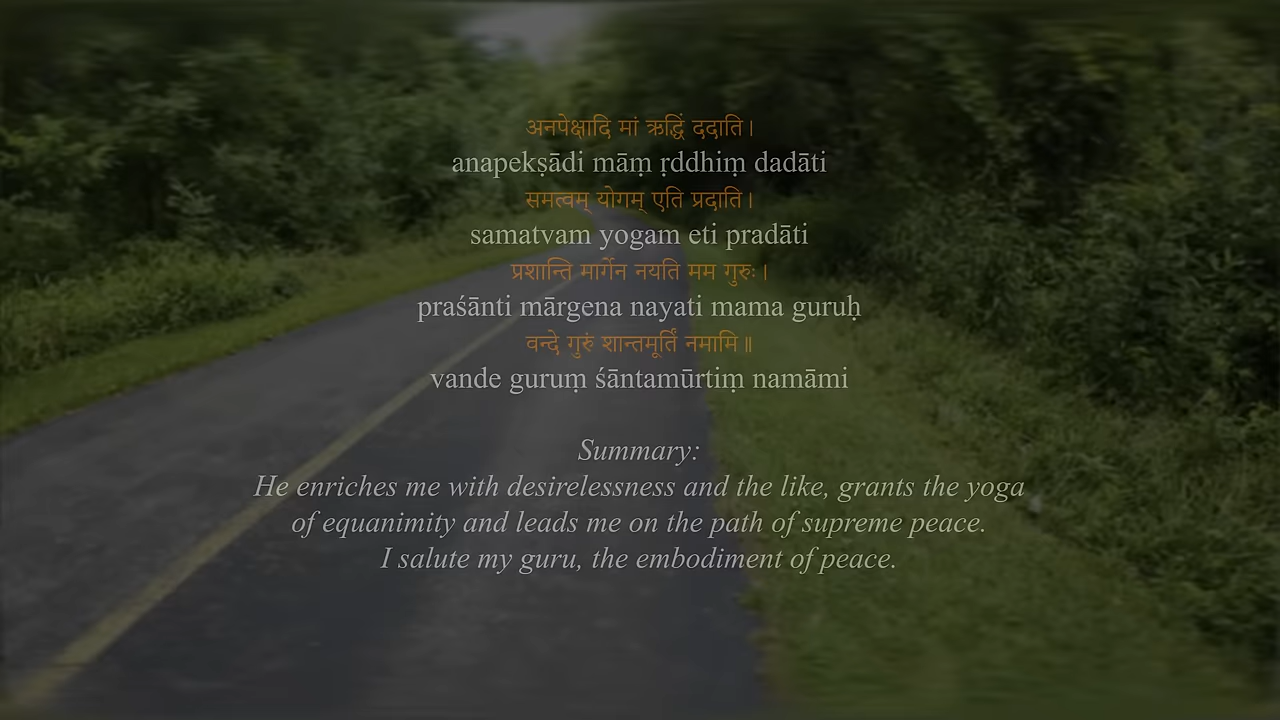 अनपेक्षादि मां ऋद्धिं ददाति।
anapekṣādi māṃ ṛddhiṃ dadāti
समत्वम् योगम् एति प्रदाति।
samatvam yogam eti pradāti
प्रशान्ति मार्गेन नयति मम गुरुः।
praśānti mārgena nayati mama guruḥ
वन्दे गुरुं शान्तमूर्तिं नमामि॥
vande guruṃ śāntamūrtiṃ namāmi
Summary:
He enriches me with desirelessness and the like, grants the yoga
of equanimity and leads me on the path of supreme peace.
I salute my guru, the embodiment of peace.